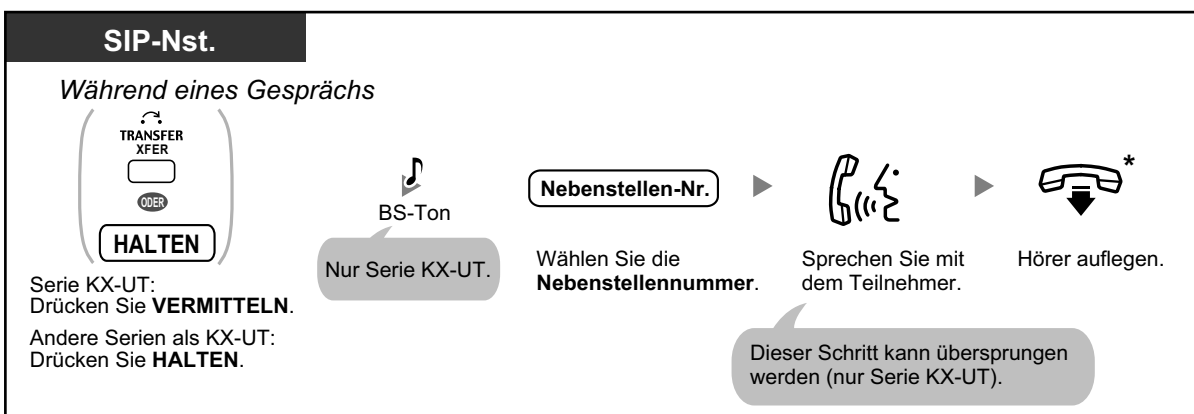 SIP-Nst.
Während eines Gesprächs
TRANSFER
XFER
ODER
HALTEN
Serie KX-UT:
Drücken Sie VERMITTELN.
Andere Serien als KX-UT:
Drücken Sie HALTEN.
BS-Ton
Nur Serie KX-UT.
Nebenstellen-Nr.
Wählen Sie die
Nebenstellennummer.
Sprechen Sie mit
dem Teilnehmer.
Dieser Schritt kann übersprungen
werden (nur Serie KX-UT).
*
Hörer auflegen.